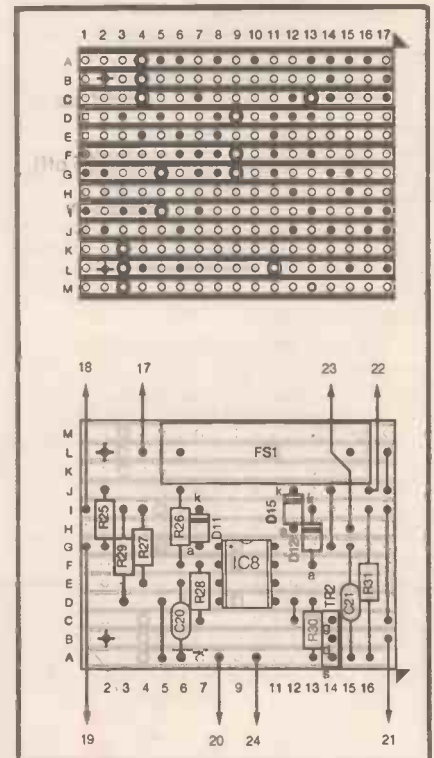 1 2 3 4 5 6 7 8 9 10 11 12 13 14 15 16 17
A
B
C
D
E
F
G
H
I
J
K
L
M
18 17 23 22
M
L
K
J
I
H
G
F
E
D
C
B
A
FS1
k k
R25 R29 R27 R26 D11 D15 D12
a IC8 a
R28 C20 R30 TR2 C21 R31
s
2 3 4 5 6 7 9 11 12 13 14 15 16
19 20 24 21